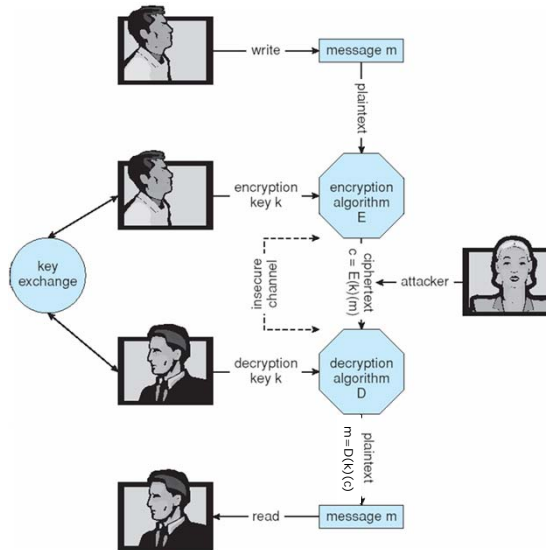 write
message m
plaintext
encryption
key k
encryption
algorithm
E
key
exchange
insecure
channel
ciphertext
c = E(k)(m)
attacker
decryption
key k
decryption
algorithm
D
plaintext
m=D(k)(c)
read
message m